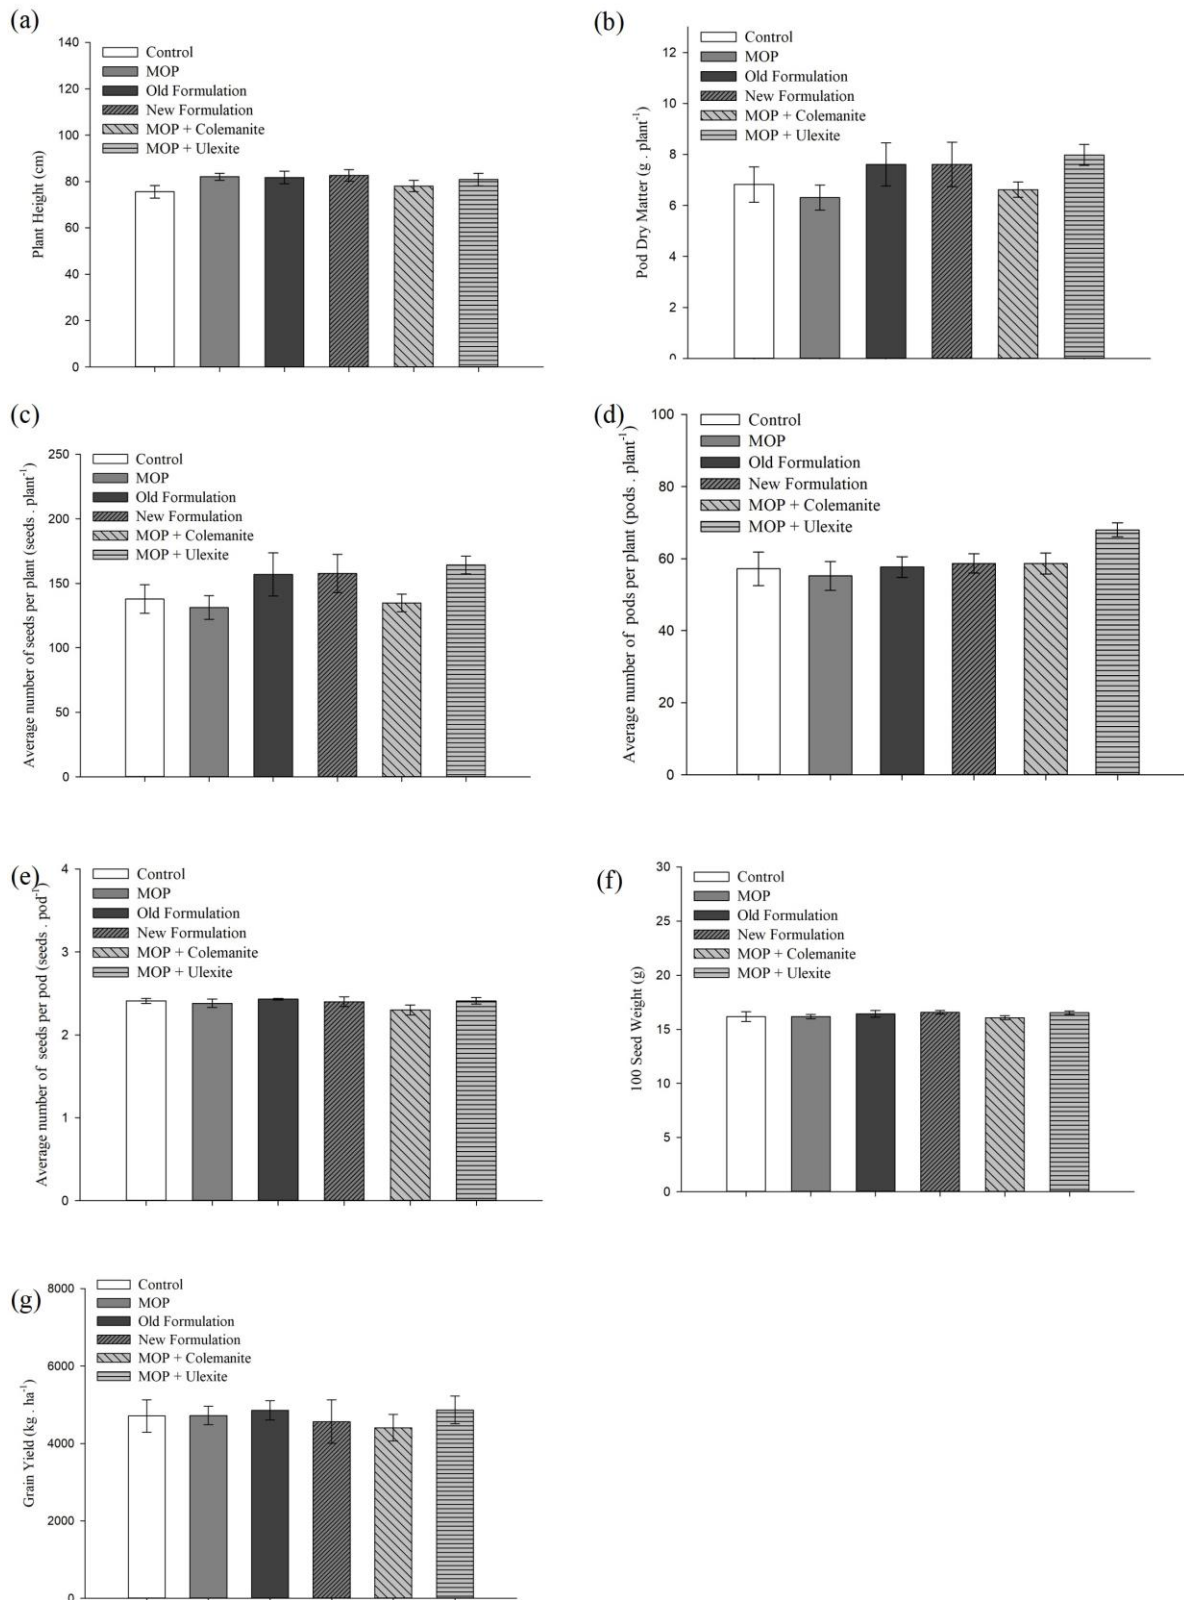 (a)
140
120
100
80
60
40
20
0
Plant Height (cm)
Control
MOP
Old Formulation
New Formulation
MOP + Colemanite
MOP + Ulexite
(b)
12
10
8
6
4
2
0
Pod Dry Matter (g . plant-1)
Control
MOP
Old Formulation
New Formulation
MOP + Colemanite
MOP + Ulexite
(c)
250
200
150
100
50
0
Average number of seeds per plant (seeds . plant-1)
Control
MOP
Old Formulation
New Formulation
MOP + Colemanite
MOP + Ulexite
(d)
100
80
60
40
20
0
Average number of pods per plant (pods . plant-1)
Control
MOP
Old Formulation
New Formulation
MOP + Colemanite
MOP + Ulexite
(e)
4
3
2
1
0
Average number of seeds per pod (seeds . pod-1)
Control
MOP
Old Formulation
New Formulation
MOP + Colemanite
MOP + Ulexite
(f)
30
25
20
15
10
5
0
100 Seed Weight (g)
Control
MOP
Old Formulation
New Formulation
MOP + Colemanite
MOP + Ulexite
(g)
8000
6000
4000
2000
0
Grain Yield (kg . ha-1)
Control
MOP
Old Formulation
New Formulation
MOP + Colemanite
MOP + Ulexite